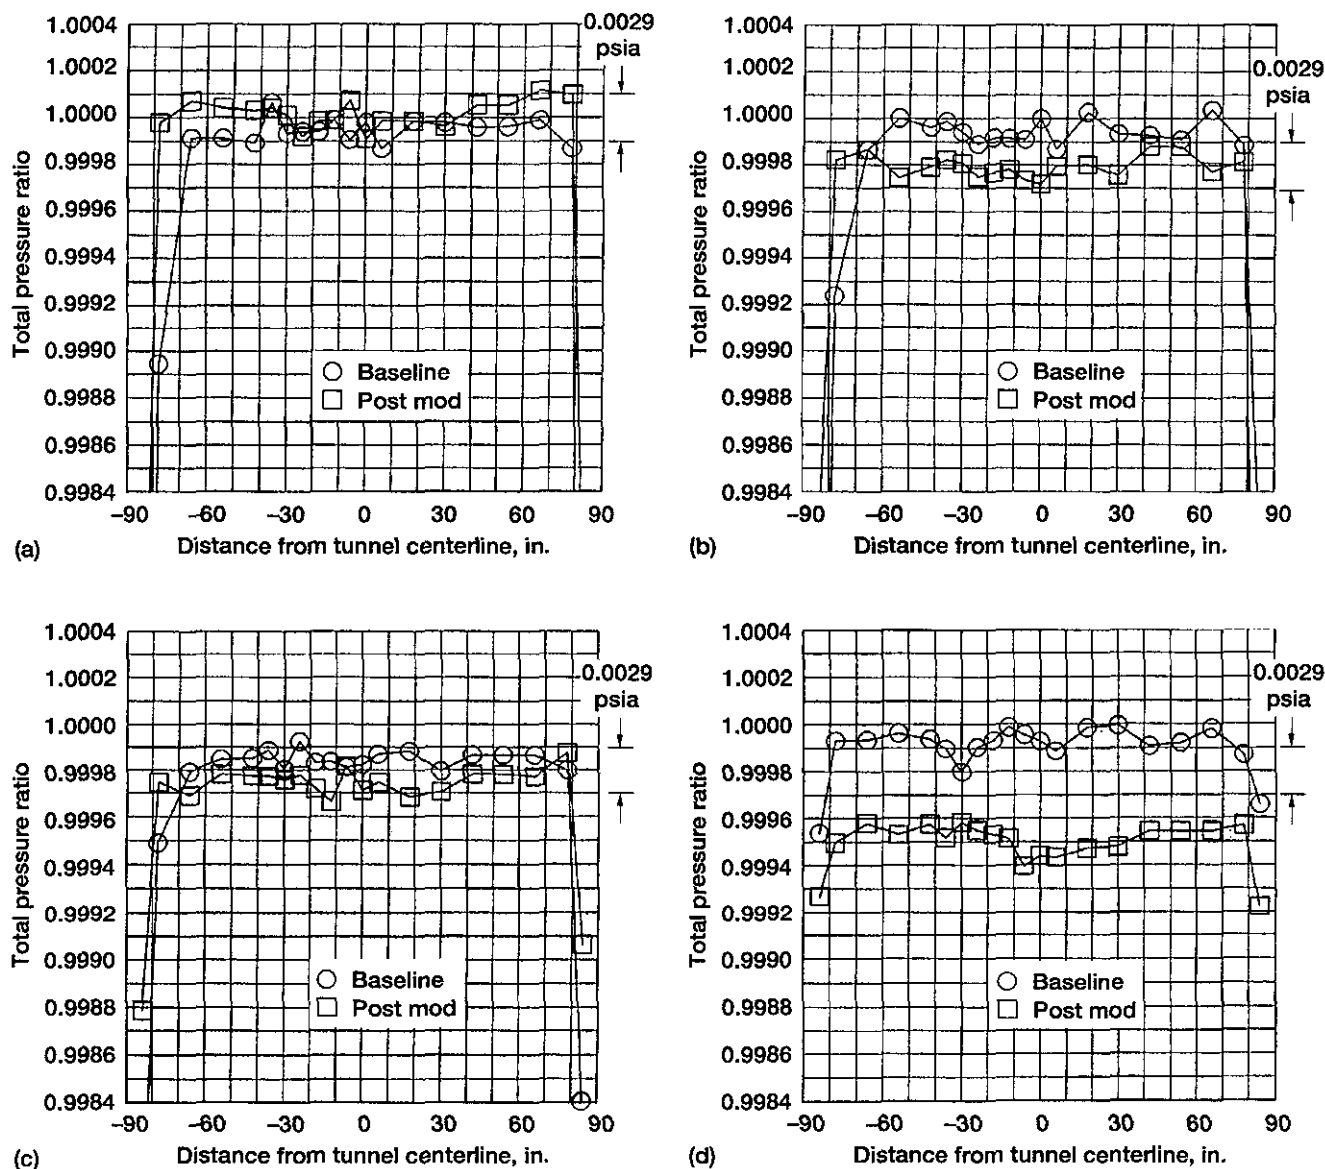 1.0004
1.0002
1.0000
0.9998
0.9996
0.9994
0.9992
0.9990
0.9988
0.9986
0.9984
Total pressure ratio
0.0029
psia
Baseline
Post mod
–90 –60 –30 0 30 60 90
(a) Distance from tunnel centerline, in.
1.0004
1.0002
1.0000
0.9998
0.9996
0.9994
0.9992
0.9990
0.9988
0.9986
0.9984
Total pressure ratio
0.0029
psia
Baseline
Post mod
–90 –60 –30 0 30 60 90
(b) Distance from tunnel centerline, in.
1.0004
1.0002
1.0000
0.9998
0.9996
0.9994
0.9992
0.9990
0.9988
0.9986
0.9984
Total pressure ratio
0.0029
psia
Baseline
Post mod
–90 –60 –30 0 30 60 90
(c) Distance from tunnel centerline, in.
1.0004
1.0002
1.0000
0.9998
0.9996
0.9994
0.9992
0.9990
0.9988
0.9986
0.9984
Total pressure ratio
0.0029
psia
Baseline
Post mod
–90 –60 –30 0 30 60 90
(d) Distance from tunnel centerline, in.